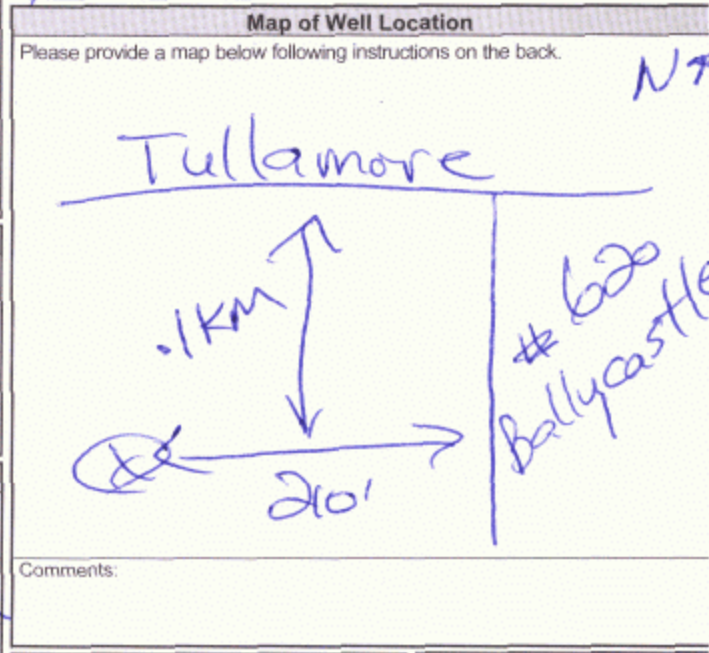 Map of Well Location
Please provide a map below following instructions on the back.
N
Tullamore
.1KM
# 620
Ballycastle
210'
Comments: